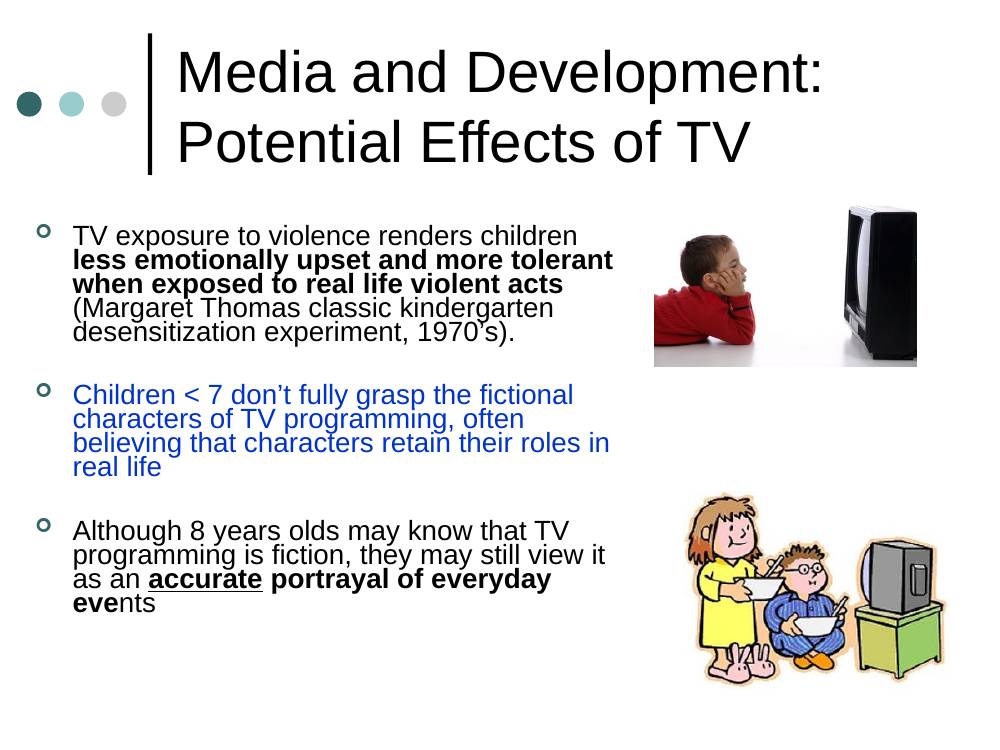 Media and Development:
Potential Effects of TV
TV exposure to violence renders children
less emotionally upset and more tolerant
when exposed to real life violent acts
(Margaret Thomas classic kindergarten
desensitization experiment, 1970’s).
Children < 7 don’t fully grasp the fictional
characters of TV programming, often
believing that characters retain their roles in
real life
Although 8 years olds may know that TV
programming is fiction, they may still view it
as an accurate portrayal of everyday
events